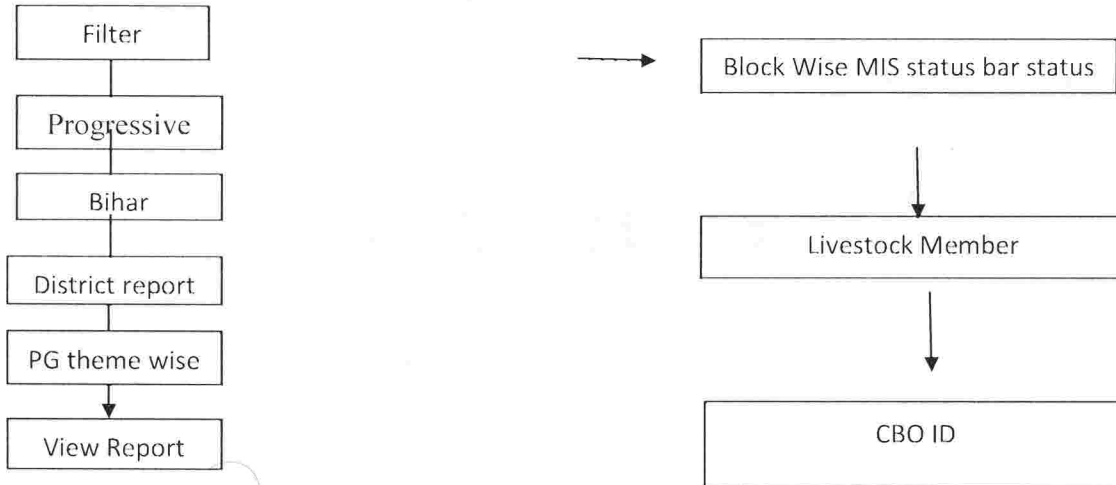 Filter
Progressive
Bihar
District report
PG theme wise
View Report
Block Wise MIS status bar status
Livestock Member
CBO ID